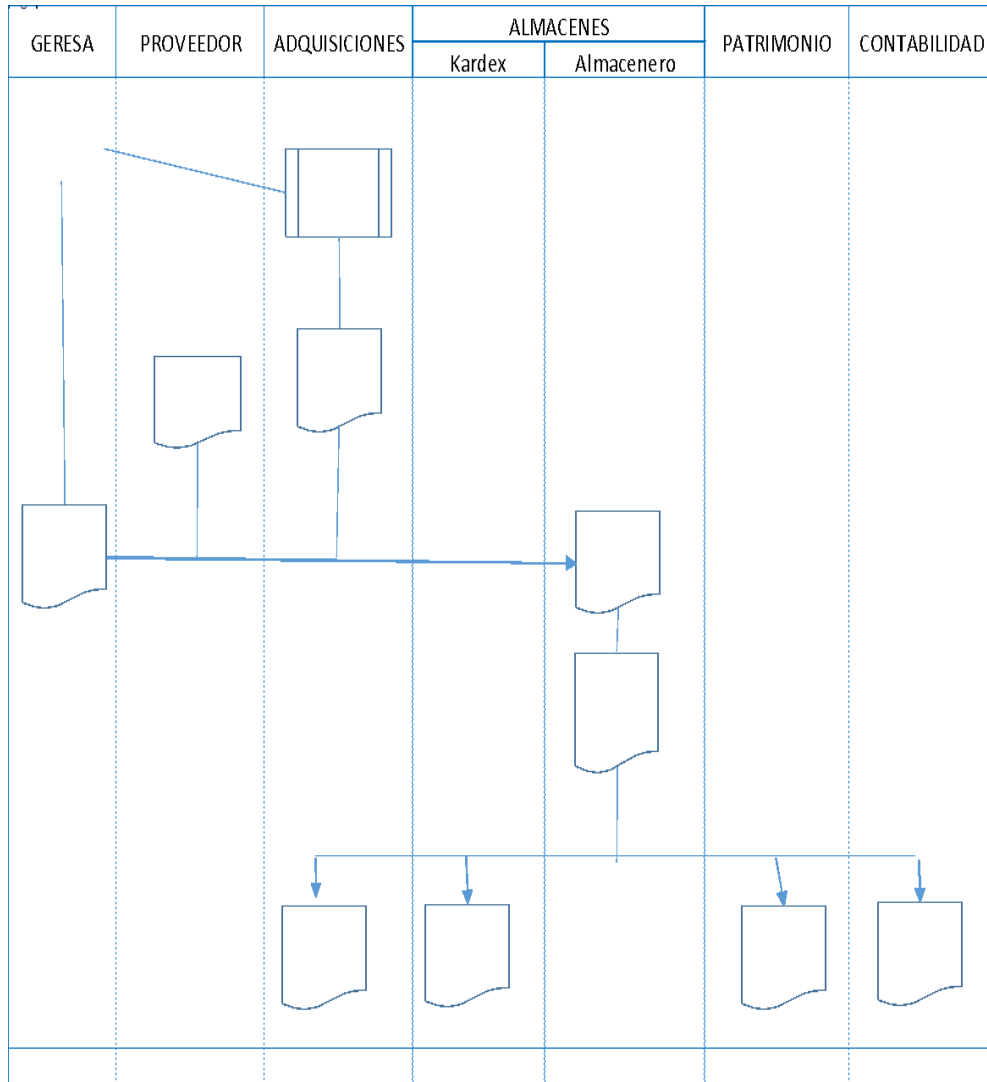 GERESA
PROVEEDOR
ADQUISICIONES
ALMACENES
Kardex
Almacenero
PATRIMONIO
CONTABILIDAD